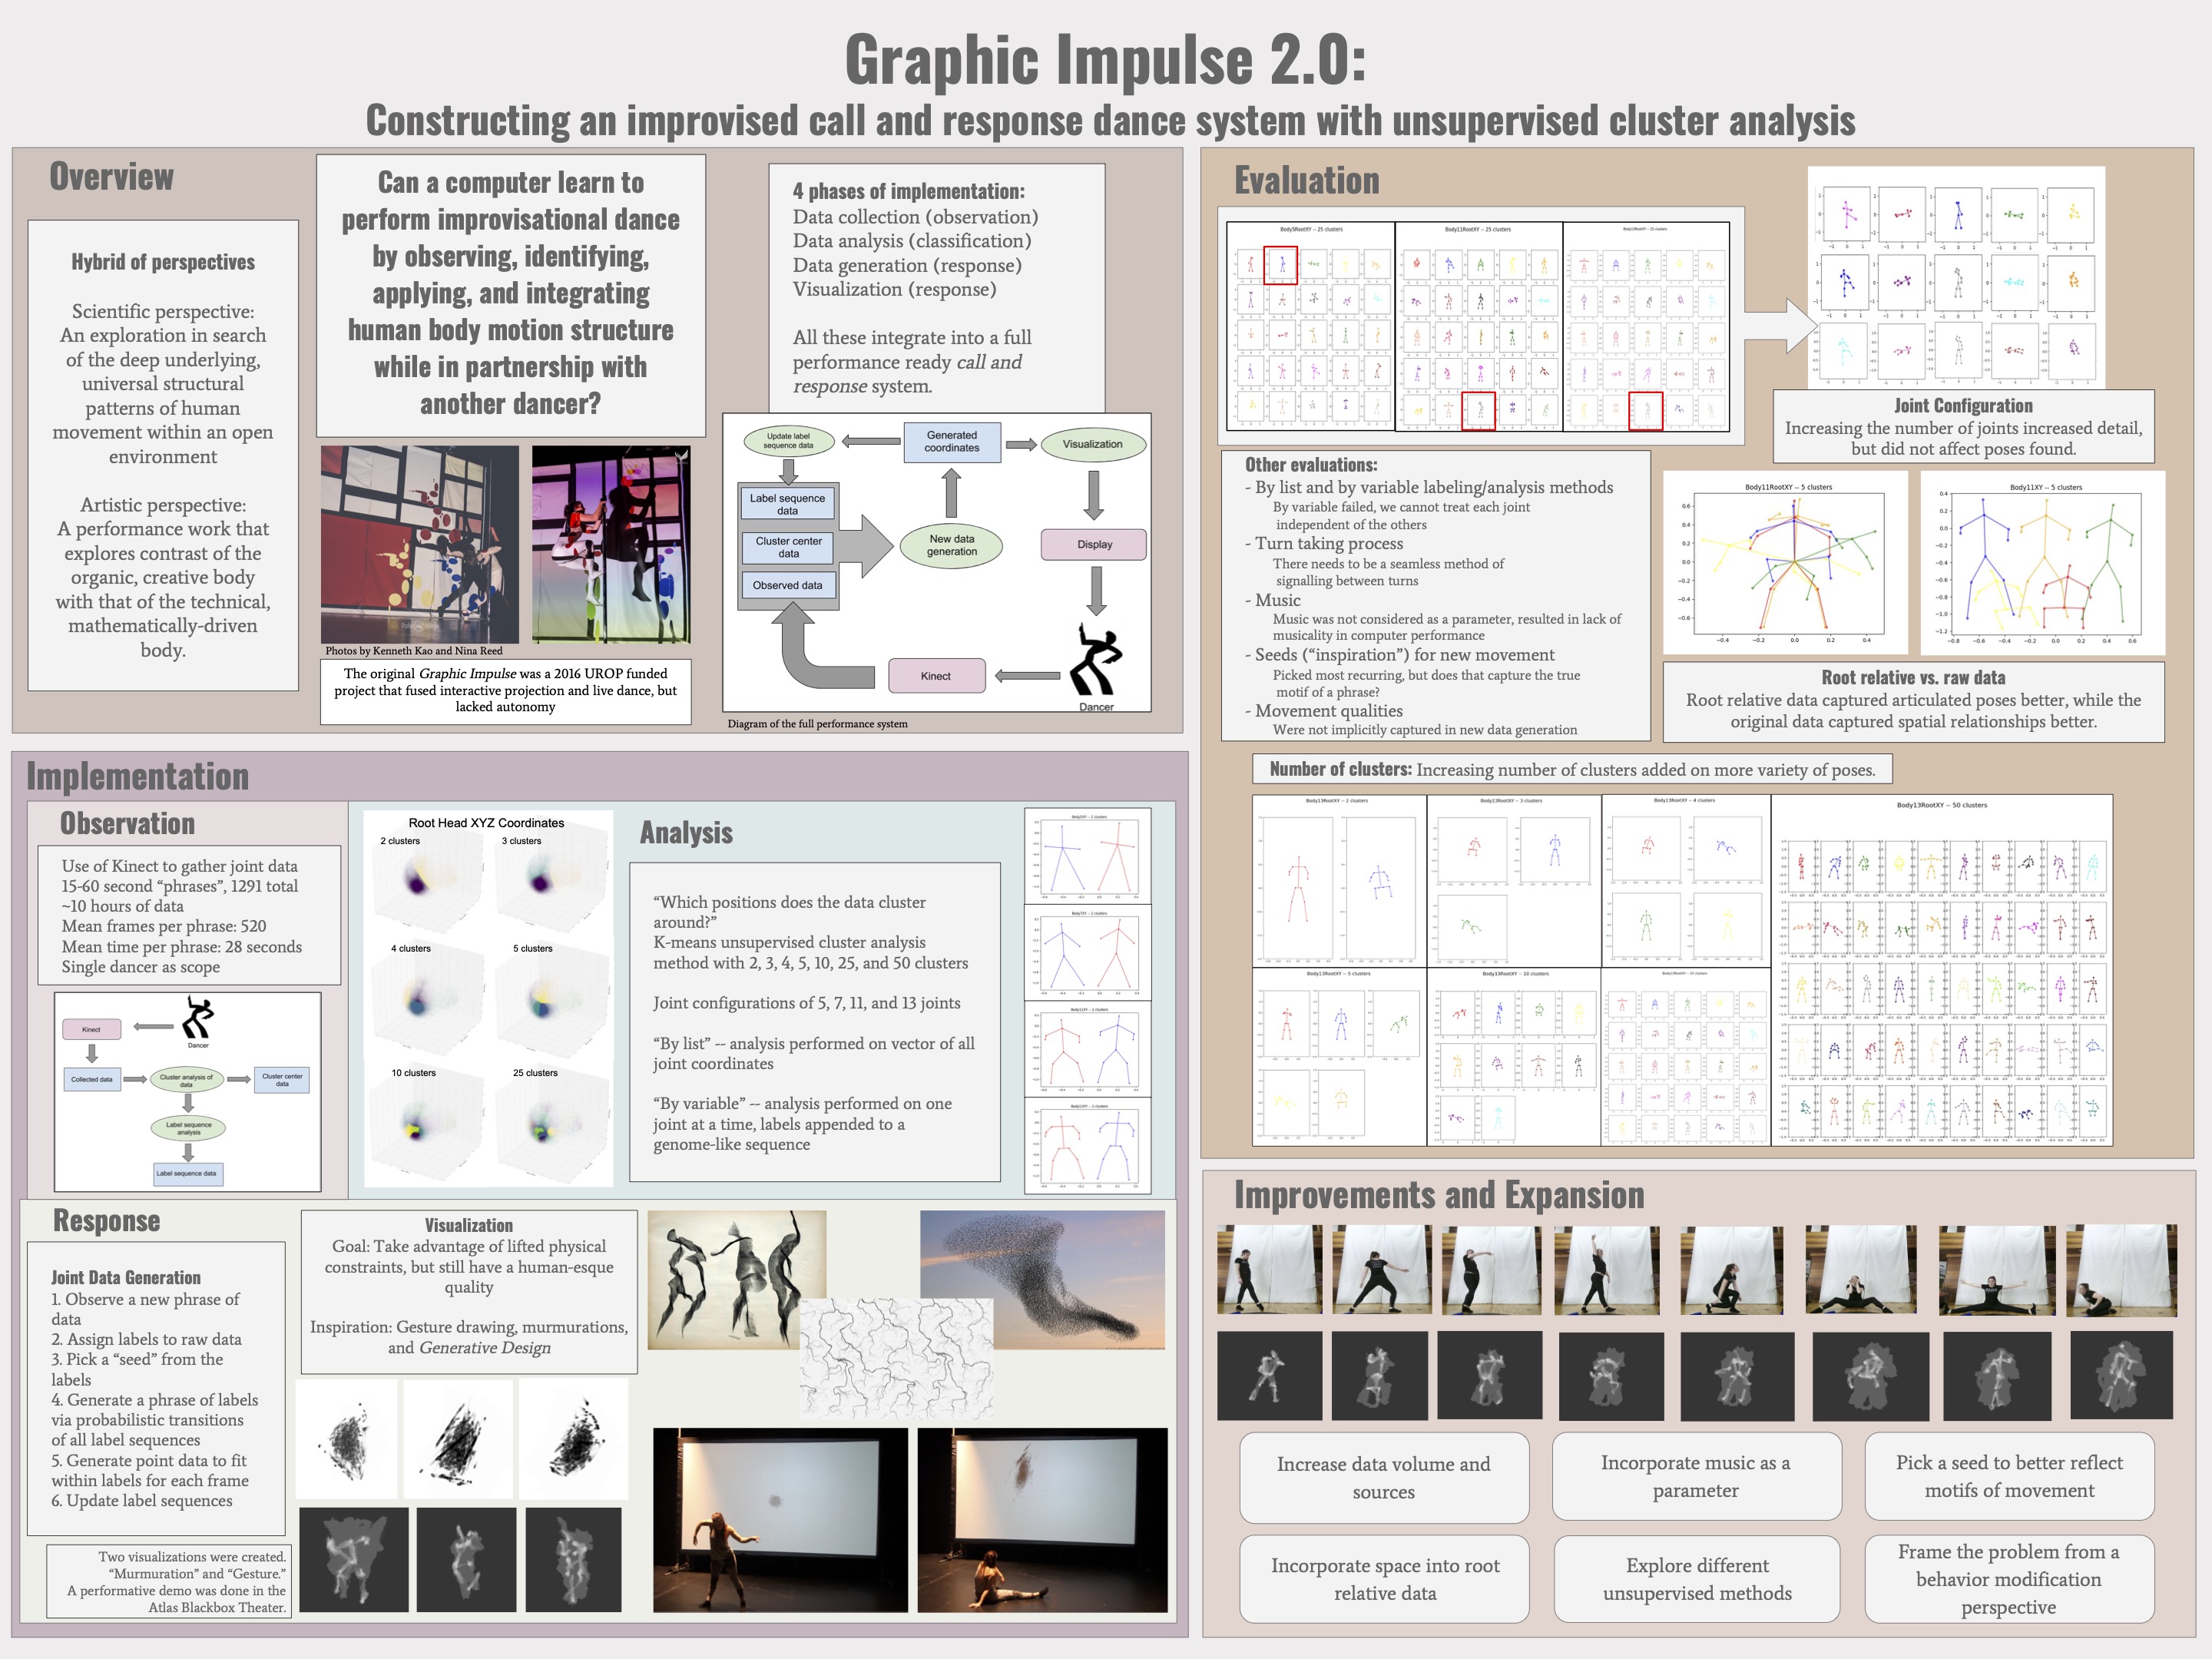 Graphic Impulse 2.0:
Constructing an improvised call and response dance system with unsupervised cluster analysis
Overview
Hybrid of perspectives
Scientific perspective:
An exploration in search
of the deep underlying,
universal structural
patterns of human
movement within an open
environment
Artistic perspective:
A performance work that
explores contrast of the
organic, creative body
with that of the technical,
mathematically-driven
body.
Can a computer learn to
perform improvisational dance
by observing, identifying,
applying, and integrating
human body motion structure
while in partnership with
another dancer?
Photos by Kenneth Kao and Nina Reed
The original Graphic Impulse was a 2016 UROP funded
project that fused interactive projection and live dance, but
lacked autonomy
4 phases of implementation:
Data collection (observation)
Data analysis (classification)
Data generation (response)
Visualization (response)
All these integrate into a full
performance ready call and
response system.
Update label
sequence data
Generated
coordinates
Visualization
Label sequence
data
Cluster center
data
Observed data
New data
generation
Display
Kinect
Dancer
Diagram of the full performance system
Implementation
Observation
Use of Kinect to gather joint data
15-60 second “phrases”, 1291 total
~10 hours of data
Mean frames per phrase: 520
Mean time per phrase: 28 seconds
Single dancer as scope
Kinect
Dancer
Collected data
Cluster analysis of
data
Cluster center
data
Label sequence
analysis
Label sequence data
Root Head XYZ Coordinates
2 clusters
3 clusters
4 clusters
5 clusters
10 clusters
25 clusters
Analysis
“Which positions does the data cluster
around?”
K-means unsupervised cluster analysis
method with 2, 3, 4, 5, 10, 25, and 50 clusters
Joint configurations of 5, 7, 11, and 13 joints
“By list” -- analysis performed on vector of all
joint coordinates
“By variable” -- analysis performed on one
joint at a time, labels appended to a
genome-like sequence
Response
Joint Data Generation
1. Observe a new phrase of
data
2. Assign labels to raw data
3. Pick a “seed” from the
labels
4. Generate a phrase of labels
via probabilistic transitions
of all label sequences
5. Generate point data to fit
within labels for each frame
6. Update label sequences
Two visualizations were created.
“Murmuration” and “Gesture.”
A performative demo was done in the
Atlas Blackbox Theater.
Visualization
Goal: Take advantage of lifted physical
constraints, but still have a human-esque
quality
Inspiration: Gesture drawing, murmurations,
and Generative Design
Evaluation
Body5RootXY -- 25 clusters
Body11RootXY -- 25 clusters
Body13RootXY -- 25 clusters
Joint Configuration
Increasing the number of joints increased detail,
but did not affect poses found.
Other evaluations:
- By list and by variable labeling/analysis methods
By variable failed, we cannot treat each joint
independent of the others
- Turn taking process
There needs to be a seamless method of
signalling between turns
- Music
Music was not considered as a parameter, resulted in lack of
musicality in computer performance
- Seeds (“inspiration”) for new movement
Picked most recurring, but does that capture the true
motif of a phrase?
- Movement qualities
Were not implicitly captured in new data generation
Body11RootXY -- 5 clusters
Body11XY -- 5 clusters
Root relative vs. raw data
Root relative data captured articulated poses better, while the
original data captured spatial relationships better.
Number of clusters: Increasing number of clusters added on more variety of poses.
Body13RootXY -- 2 clusters
Body13RootXY -- 3 clusters
Body13RootXY -- 4 clusters
Body13RootXY -- 50 clusters
Body13RootXY -- 5 clusters
Body13RootXY -- 10 clusters
Body13RootXY -- 25 clusters
Improvements and Expansion
Increase data volume and
sources
Incorporate music as a
parameter
Pick a seed to better reflect
motifs of movement
Incorporate space into root
relative data
Explore different
unsupervised methods
Frame the problem from a
behavior modification
perspective